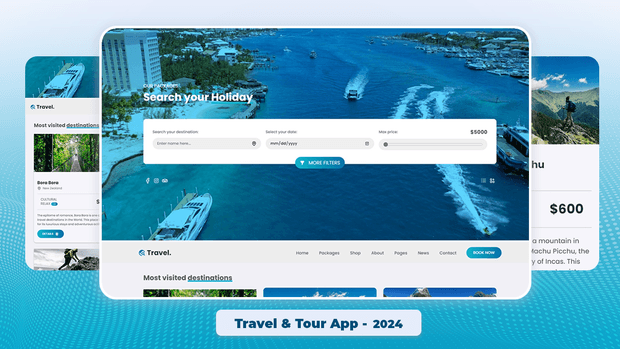 OUR PACKAGES
Search your Holiday
Search your destination:
Enter name here...
Select your date:
mm/dd/yyyy
Max price:
$5000
MORE FILTERS
Travel.
Home
Packages
Shop
About
Pages
News
Contact
BOOK NOW
Most visited destinations
Travel.
Most visited destinations
Bora Bora
New Zealand
CULTURAL
RELAX
DETAILS
hu
$600
a mountain in
Machu Picchu, the
y of Incas. This
Travel & Tour App - 2024